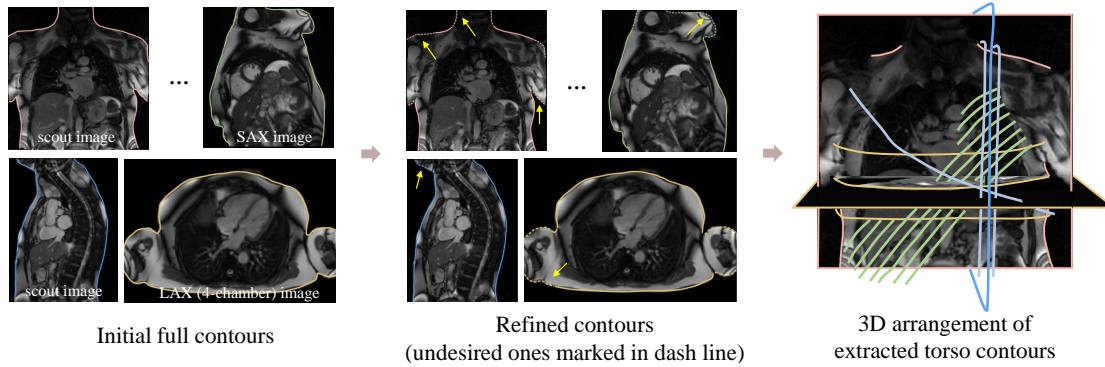 ...
scout image
SAX image
...
scout image
LAX (4-chamber) image
Initial full contours
Refined contours
(undesired ones marked in dash line)
3D arrangement of
extracted torso contours